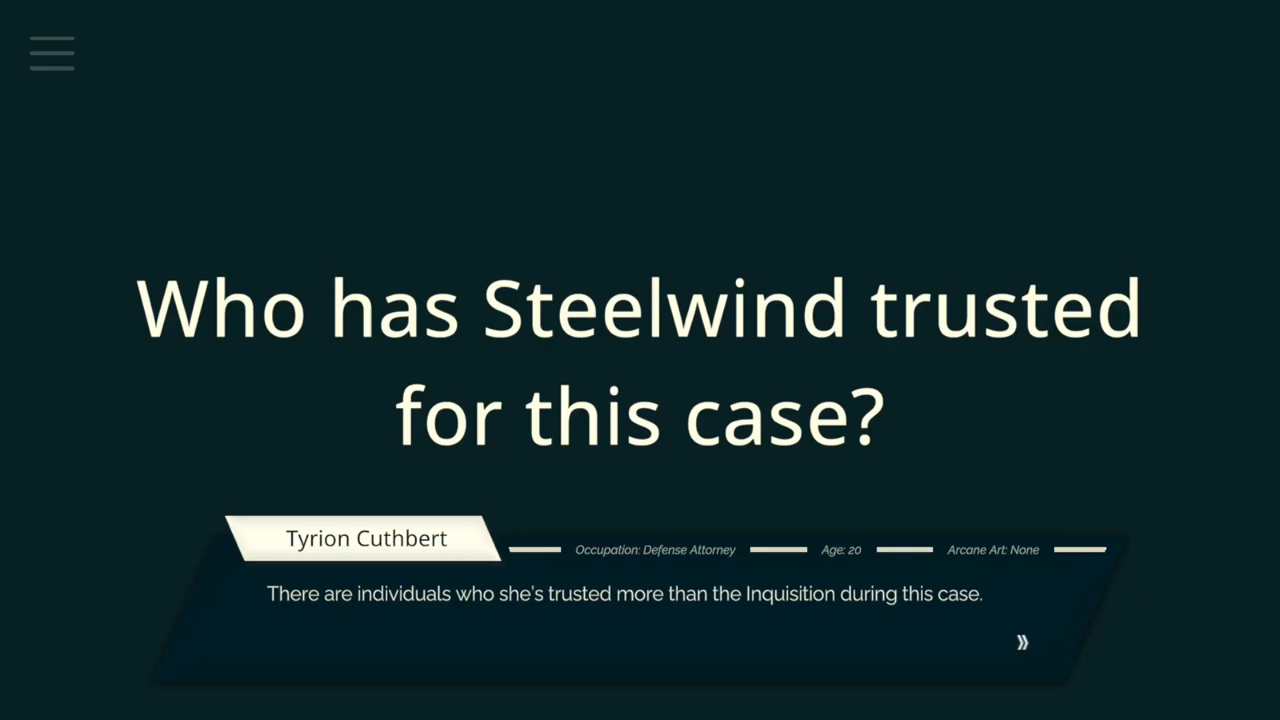 Who has Steelwind trusted
for this case?
Tyrion Cuthbert
Occupation: Defense Attorney
Age: 20
Arcane Art: None
There are individuals who she's trusted more than the Inquisition during this case.